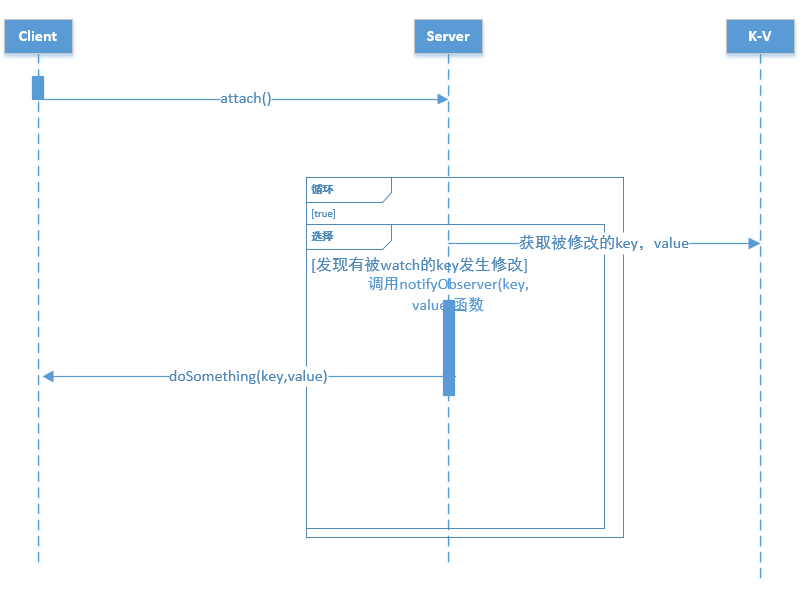 Client
Server
K-V
attach()
循环
[true]
选择
获取被修改的key，value
[发现有被watch的key发生修改]
调用notifyObserver(key,
value)函数
doSomething(key,value)